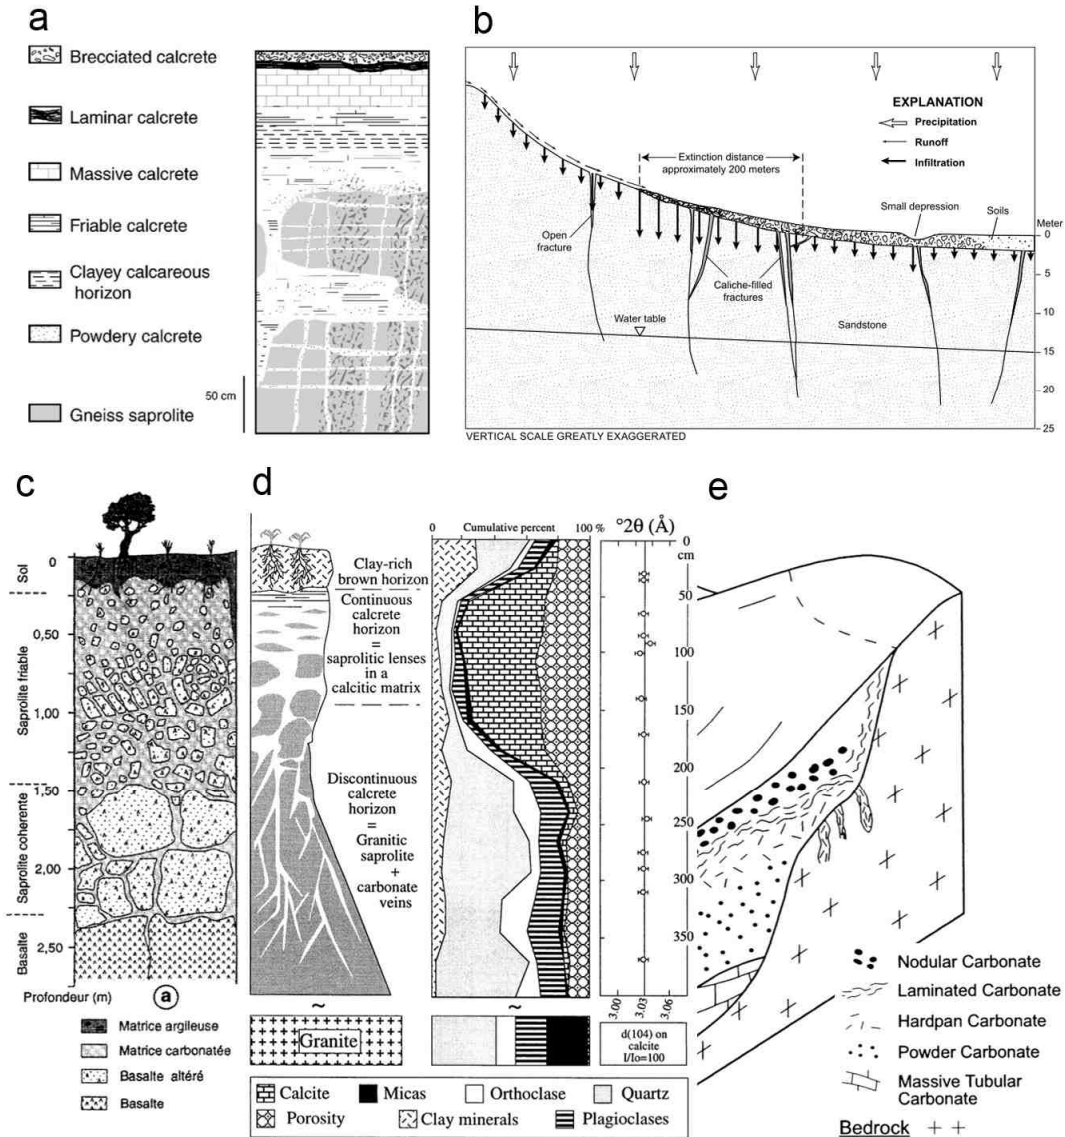 a
Brecciated calcrete
Laminar calcrete
Massive calcrete
Friable calcrete
Clayey calcareous
horizon
Powdery calcrete
Gneiss saprolite
50 cm
b
EXPLANATION
Precipitation
Runoff
Infiltration
Extinction distance
approximately 200 meters
Small depression
Soils
Meter
0
5
10
15
20
25
Open
fracture
Caliche-filled
fractures
Water table
Sandstone
VERTICAL SCALE GREATLY EXAGGERATED
c
Sol
Saprolite friable
Saprolite coherente
Basalte
0
0,50
1,00
1,50
2,00
2,50
Profondeur (m)
a
Matrice argileuse
Matrice carbonatée
Basalte altéré
Basalte
d
Clay-rich
brown horizon
Continuous
calcrete
horizon
=
saprolitic lenses
in a
calcitic matrix
Discontinuous
calcrete
horizon
=
Granitic
saprolite
+
carbonate
veins
~
Granite
0 Cumulative percent 100 %
~
°2θ (Å)
0
cm
50
100
150
200
250
300
350
3.00
3.03
3.06
d(104) on
calcite
I/Io=100
Calcite
Micas
Orthoclase
Quartz
Porosity
Clay minerals
Plagioclases
e
Nodular Carbonate
Laminated Carbonate
Hardpan Carbonate
Powder Carbonate
Massive Tubular
Carbonate
Bedrock